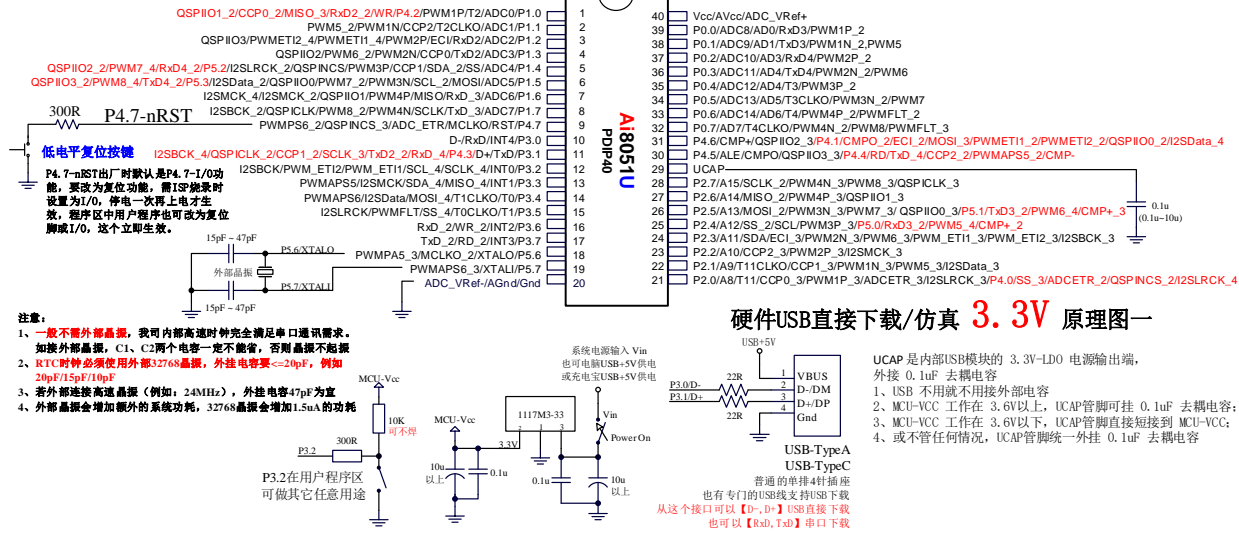 QSPIIO1_2/CCP0_2/MISO_3/RxD2_2/WR/P4.2/PWM1P/T2/ADC0/P1.0 1
PWM5_2/PWM1N/CCP2/T2CLKO/ADC1/P1.1 2
QSPIIO3/PWMETI2_4/PWMETI1_4/PWM2P/ECI/RxD2/ADC2/P1.2 3
QSPIIO2/PWM6_2/PWM2N/CCP0/TxD2/ADC3/P1.3 4
QSPIIO2_2/PWM7_4/RxD4_2/P5.2/I2SLRCK_2/QSPINCS/PWM3P/CCP1/SDA_2/SS/ADC4/P1.4 5
QSPIIO3_2/PWM8_4/TxD4_2/P5.3/I2SData_2/QSPIIO0/PWM7_2/PWM3N/SCL_2/MOSI/ADC5/P1.5 6
I2SMCK_4/I2SMCK_2/QSPIIO1/PWM4P/MISO/RxD_3/ADC6/P1.6 7
I2SBCK_2/QSPICLK/PWM8_2/PWM4N/SCLK/TxD_3/ADC7/P1.7 8
PWMPS6_2/QSPINCS_3/ADC_ETR/MCLKO/RST/P4.7 9
D-/RxD/INT4/P3.0 10
I2SBCK_4/QSPICLK_2/CCP1_2/SCLK_3/TxD2_2/RxD_4/P4.3/D+/TxD/P3.1 11
I2SBCK/PWM_ETI2/PWM_ETI1/SCL_4/SCLK_4/INT0/P3.2 12
PWMAPS5/I2SMCK/SDA_4/MISO_4/INT1/P3.3 13
PWMAPS6/I2SData/MOSI_4/T1CLKO/T0/P3.4 14
I2SLRCK/PWMFLT/SS_4/T0CLKO/T1/P3.5 15
RxD_2/WR_2/INT2/P3.6 16
TxD_2/RD_2/INT3/P3.7 17
PWMPA5_3/MCLKO_2/XTALO/P5.6 18
PWMAPS6_3/XTALI/P5.7 19
ADC_VRef-/AGnd/Gnd 20
Ai8051U
PDIP40
40 Vcc/AVcc/ADC_VRef+
39 P0.0/ADC8/AD0/RxD3/PWM1P_2
38 P0.1/ADC9/AD1/TxD3/PWM1N_2,PWM5
37 P0.2/ADC10/AD3/RxD4/PWM2P_2
36 P0.3/ADC11/AD4/TxD4/PWM2N_2/PWM6
35 P0.4/ADC12/AD4/T3/PWM3P_2
34 P0.5/ADC13/AD5/T3CLKO/PWM3N_2/PWM7
33 P0.6/ADC14/AD6/T4/PWM4P_2/PWMFLT_2
32 P0.7/AD7/T4CLKO/PWM4N_2/PWM8/PWMFLT_3
31 P4.6/CMP+/QSPIIO2_3/P4.1/CMPO_2/ECI_2/MOSI_3/PWMETI1_2/PWMETI2_2/QSPIIO0_2/I2SData_4
30 P4.5/ALE/CMPO/QSPIIO3_3/P4.4/RD/TxD_4/CCP2_2/PWMAPS5_2/CMP-
29 UCAP
28 P2.7/A15/SCLK_2/PWM4N_3/PWM8_3/QSPICLK_3
27 P2.6/A14/MISO_2/PWM4P_3/QSPIIO1_3
26 P2.5/A13/MOSI_2/PWM3N_3/PWM7_3/ QSPIIO0_3/P5.1/TxD3_2/PWM6_4/CMP+_3
25 P2.4/A12/SS_2/SCL/PWM3P_3/P5.0/RxD3_2/PWM5_4/CMP+_2
24 P2.3/A11/SDA/ECI_3/PWM2N_3/PWM6_3/PWM_ETI1_3/PWM_ETI2_3/I2SBCK_3
23 P2.2/A10/CCP2_3/PWM2P_3/I2SMCK_3
22 P2.1/A9/T11CLKO/CCP1_3/PWM1N_3/PWM5_3/I2SData_3
21 P2.0/A8/T11/CCP0_3/PWM1P_3/ADCETR_3/I2SLRCK_3/P4.0/SS_3/ADCETR_2/QSPINCS_2/I2SLRCK_4
0.1u
(0.1u~10u)
300R
P4.7-nRST
低电平复位按键
P4.7-nRST出厂时默认是P4.7-I/O功
能，要改为复位功能，需ISP烧录时
设置为I/O，停电一次再上电才生
效，程序区中用户程序也可改为复位
脚或I/O，这个立即生效。
15pF ~ 47pF
P5.6/XTALO
外部晶振
P5.7/XTALI
15pF ~ 47pF
注意：
1、一般不需外部晶振，我司内部高速时钟完全满足串口通讯需求。
如接外部晶振，C1、C2两个电容一定不能省，否则晶振不起振
2、RTC时钟必须使用外部32768晶振，外挂电容要<=20pF，例如
20pF/15pF/10pF
3、若外部连接高速晶振（例如：24MHz），外挂电容47pF为宜
4、外部晶振会增加额外的系统功耗，32768晶振会增加1.5uA的功耗
MCU-Vcc
10K
可不焊
300R
P3.2
P3.2在用户程序区
可做其它任意用途
系统电源输入 Vin
也可电脑USB+5V供电
或充电宝USB+5V供电
MCU-Vcc
1117M3-33
3.3V
2 1 3
Vin
Power On
10u
以上
0.1u
0.1u
10u
以上
硬件USB直接下载/仿真 3.3V 原理图一
USB+5V
P3.0/D-
22R
P3.1/D+
22R
1 VBUS
2 D-/DM
3 D+/DP
4 Gnd
USB-TypeA
USB-TypeC
普通的单排4针插座
也有专门的USB线支持USB下载
从这个接口可以【D-,D+】USB直接下载
也可以【RxD,TxD】串口下载
UCAP 是内部USB模块的 3.3V-LDO 电源输出端，
外接 0.1uF 去耦电容
1、USB 不用就不用接外部电容
2、MCU-VCC 工作在 3.6V以上，UCAP管脚可挂 0.1uF 去耦电容；
3、MCU-VCC 工作在 3.6V以下，UCAP管脚直接短接到 MCU-VCC；
4、或不管任何情况，UCAP管脚统一外挂 0.1uF 去耦电容